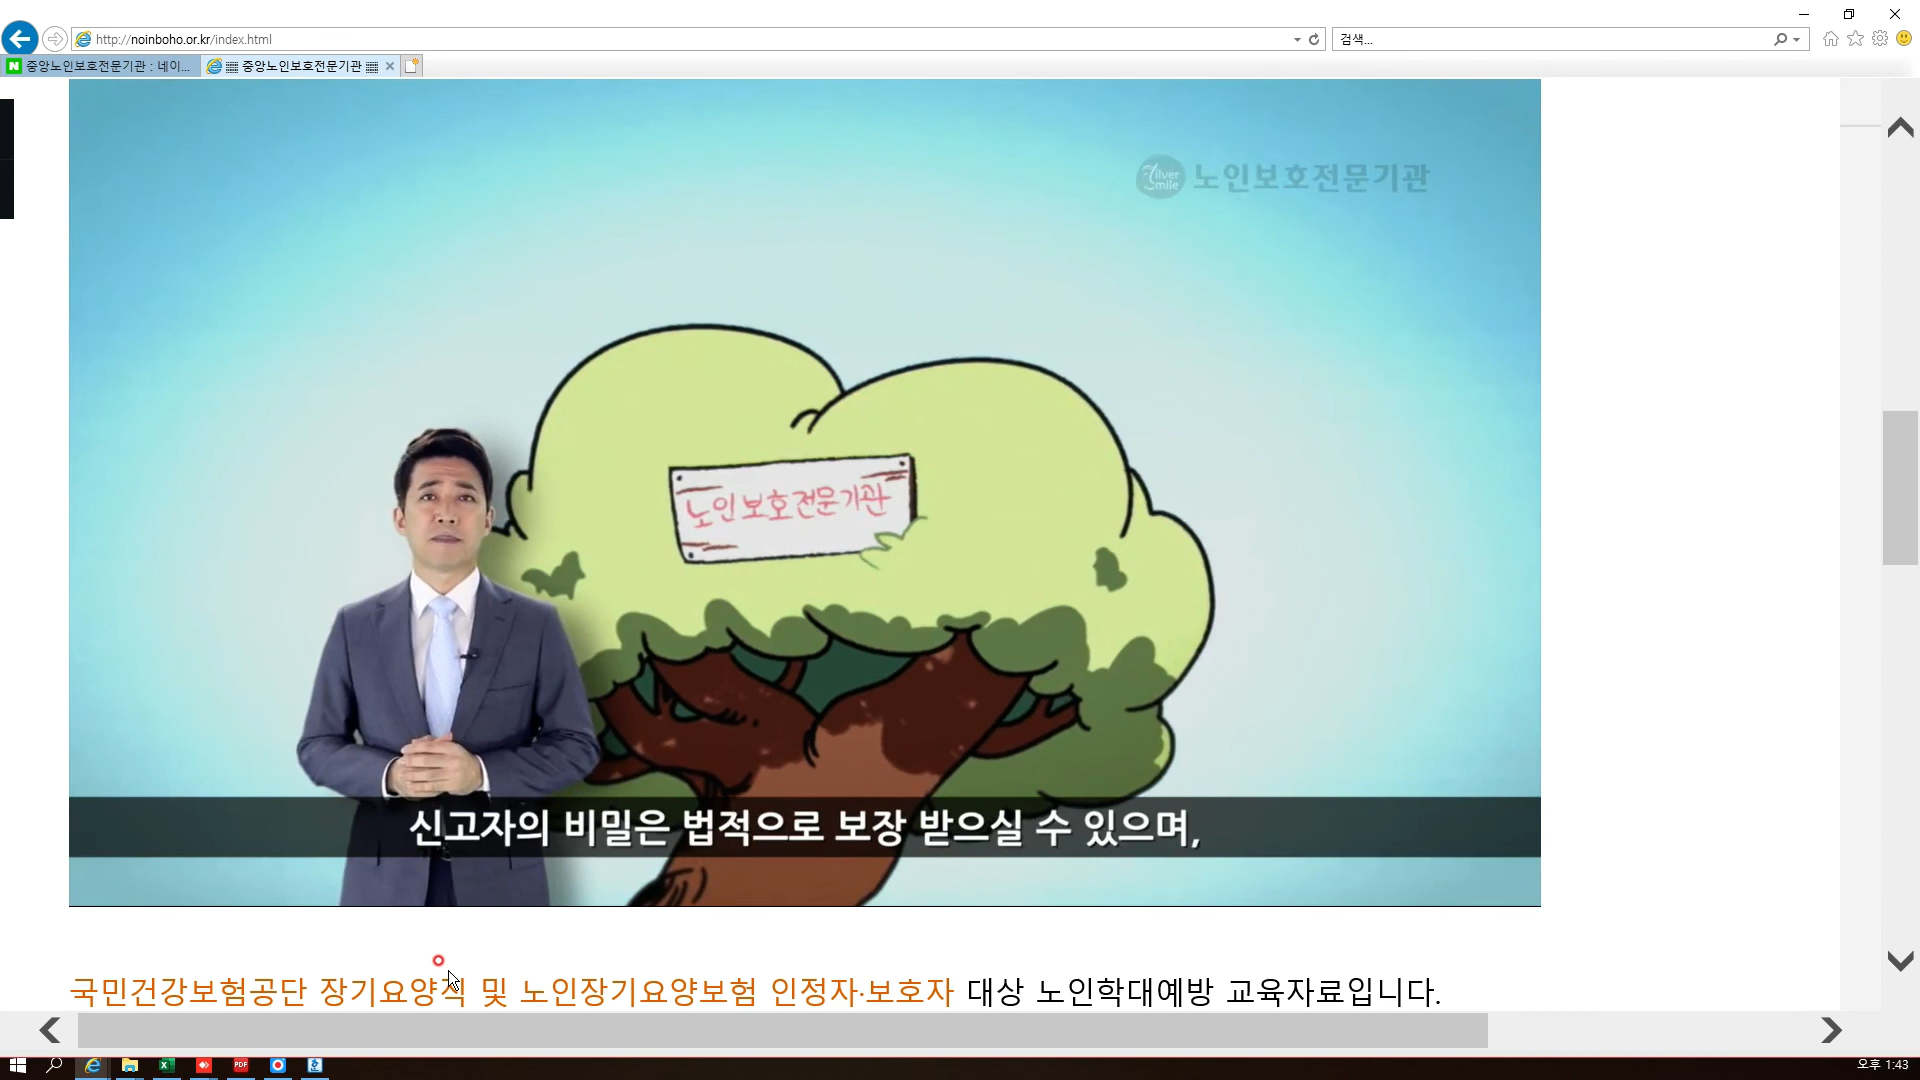 http://noinboho.or.kr/index.html
검색...
중앙노인보호전문기관 : 네이...
중앙노인보호전문기관
Silver Smile 노인보호전문기관
노인보호전문기관
신고자의 비밀은 법적으로 보장 받으실 수 있으며,
국민건강보험공단 장기요양직 및 노인장기요양보험 인정자·보호자 대상 노인학대예방 교육자료입니다.
PDF
오후 1:43